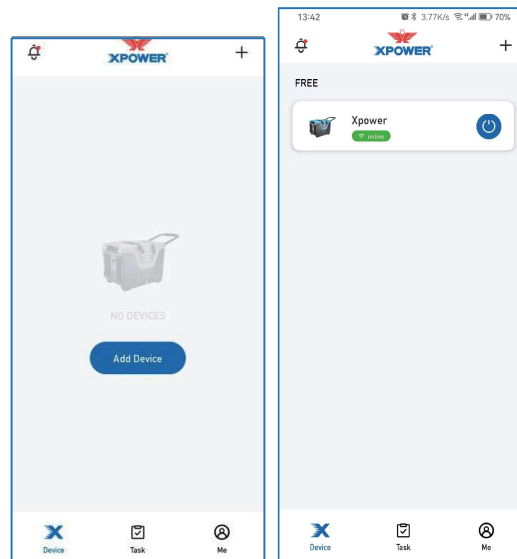 XPOWER
NO DEVICES
Add Device
Device Task Me
13:42 3.77K/s 70%
XPOWER
FREE
Xpower
online
Device Task Me